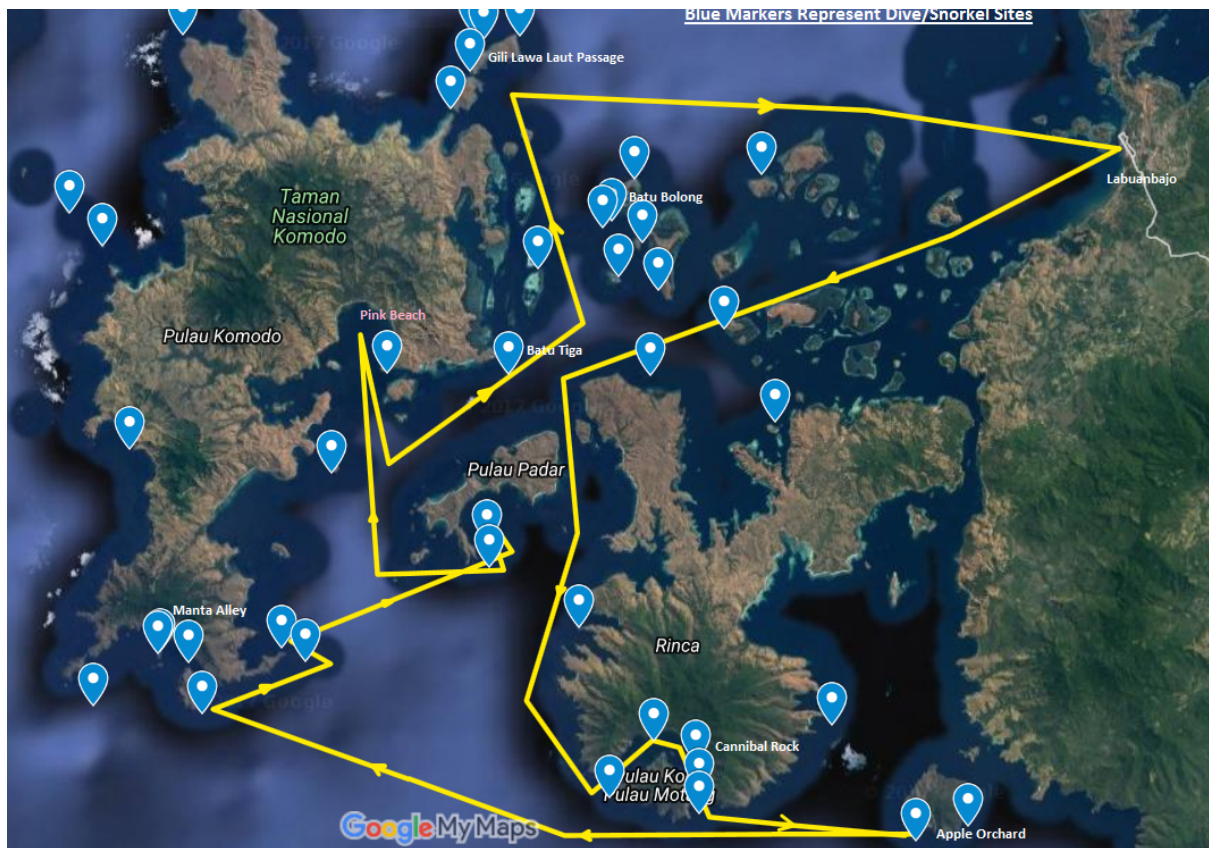 Blue Markers Represent Dive/Snorkel Sites
Gili Lawa Laut Passage
Labuanbajo
Batu Bolong
Taman
Nasional
Komodo
Pink Beach
Pulau Komodo
Batu Tiga
Pulau Padar
Manta Alley
Rinca
Cannibal Rock
Pulau
Pulau
Google My Maps
Apple Orchard